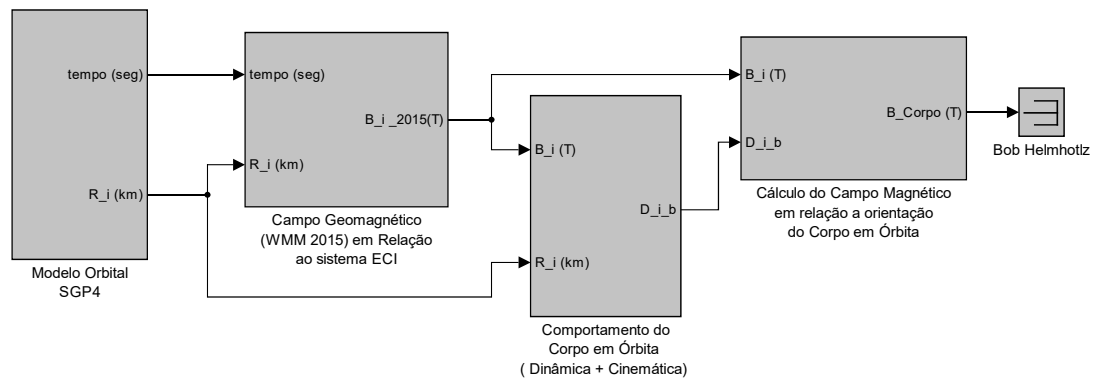 tempo (seg)
R_i (km)
Modelo Orbital
SGP4
tempo (seg)
R_i (km)
B_i _2015(T)
Campo Geomagnético
(WMM 2015) em Relação
ao sistema ECI
B_i (T)
R_i (km)
D_i_b
Comportamento do
Corpo em Órbita
( Dinâmica + Cinemática)
B_i (T)
D_i_b
B_Corpo (T)
Cálculo do Campo Magnético
em relação a orientação
do Corpo em Órbita
Bob Helmhotlz